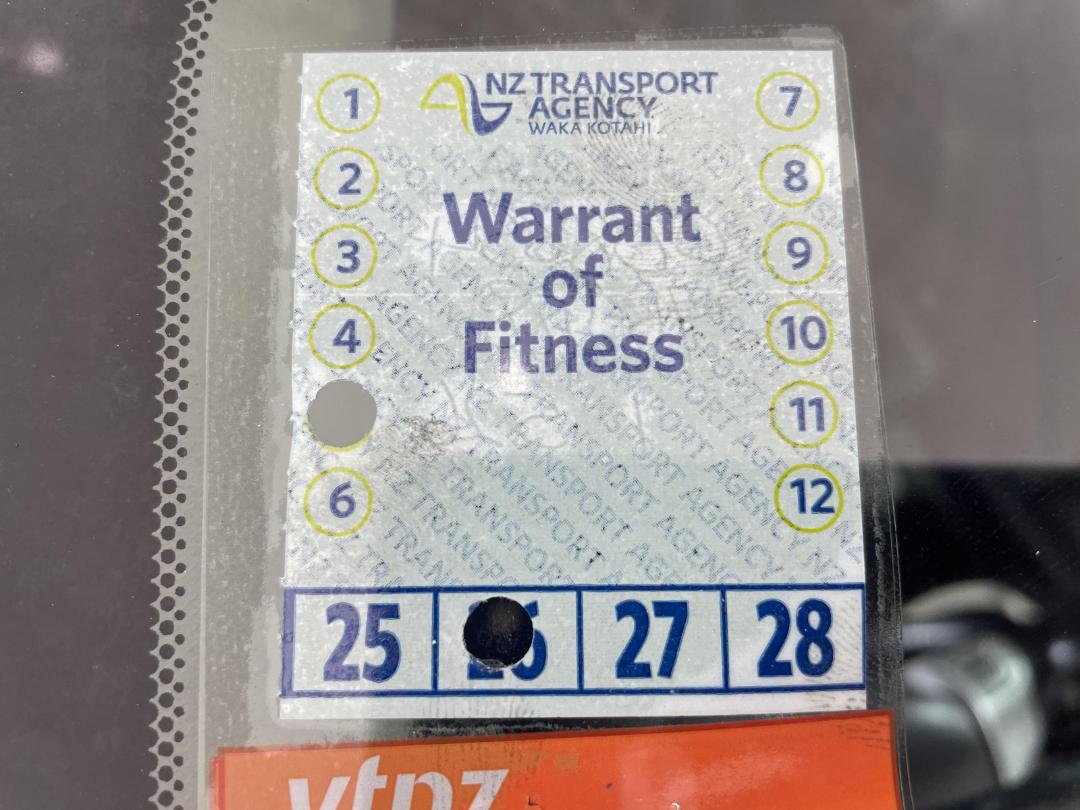 NZ TRANSPORT
AGENCY
WAKA KOTAHI
Warrant
of
Fitness
1
2
3
4
6
7
8
9
10
11
12
25
27
28
vtnz